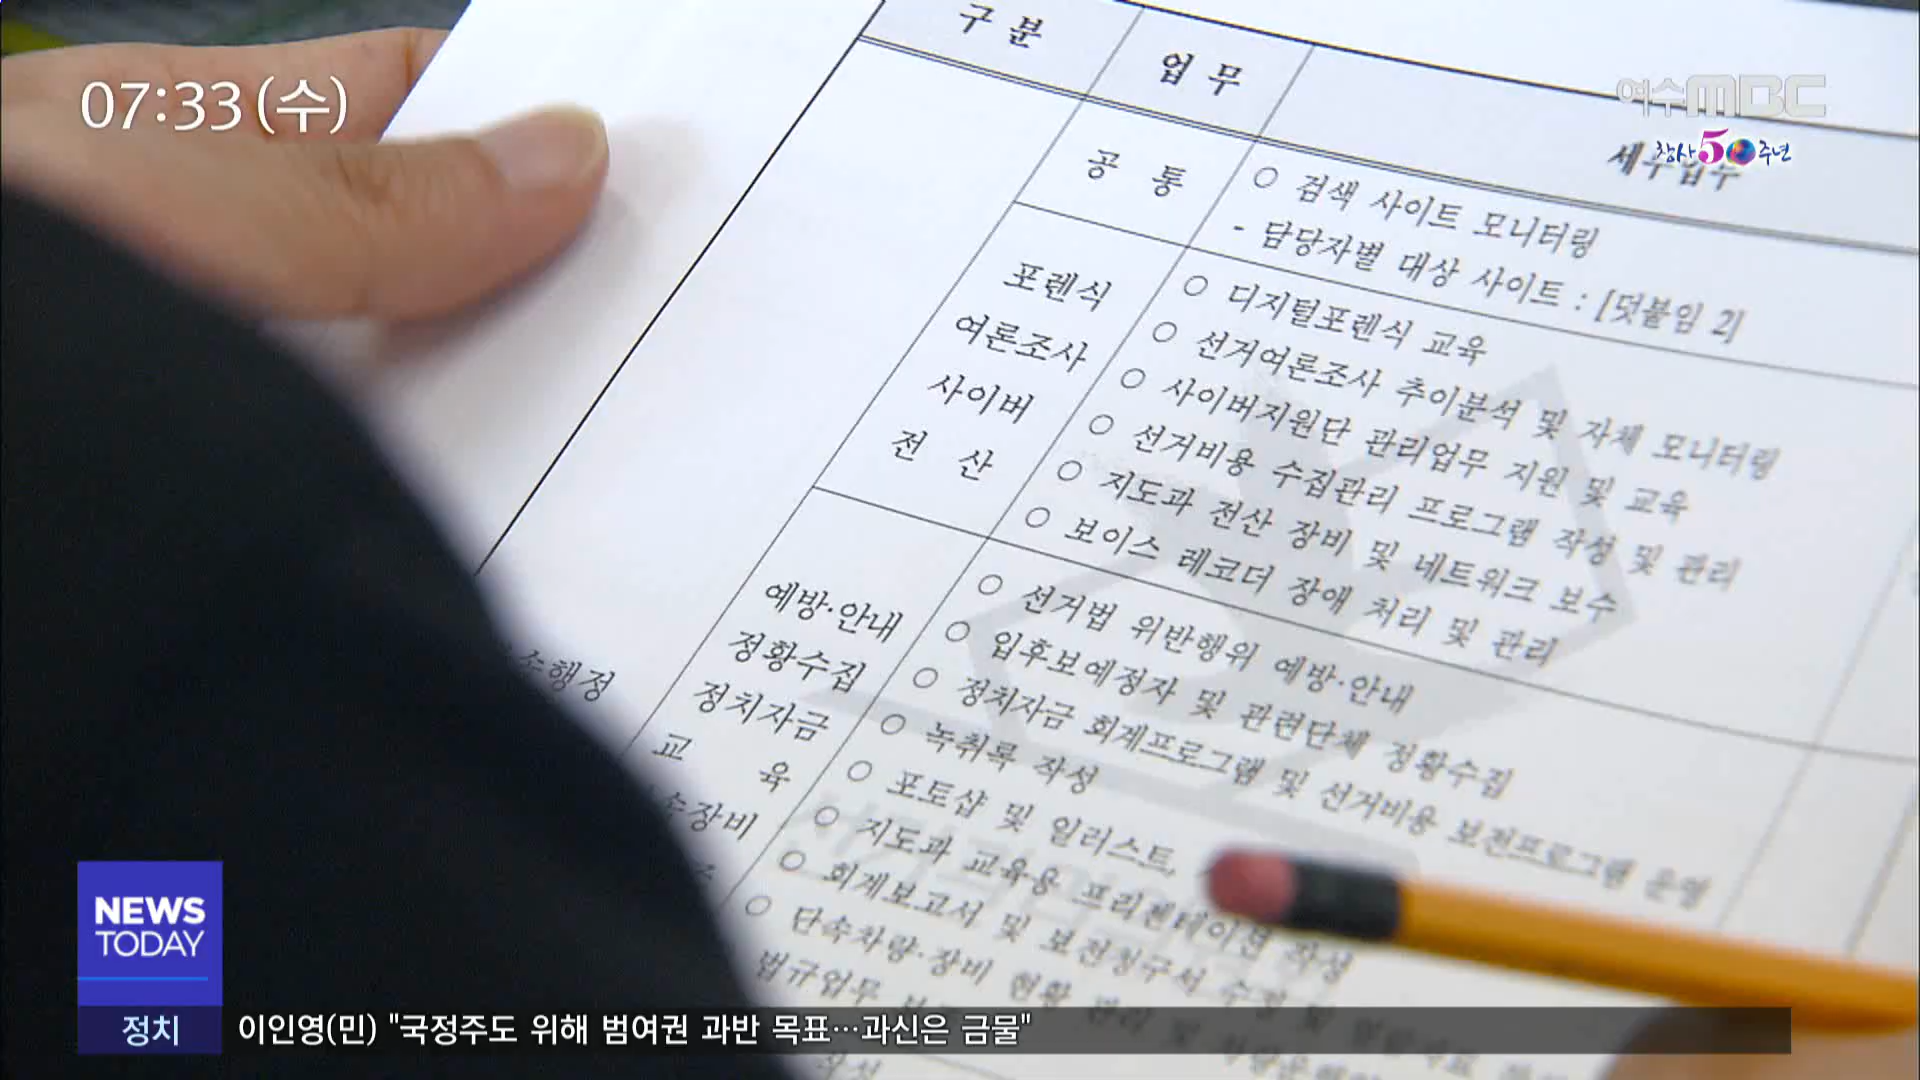 07:33 (수)
여수MBC
창사50주년
구 분
업 무
세부업무
공 통
○ 검색 사이트 모니터링
- 담당자별 대상 사이트 : [덧붙임 2]
포렌식
여론조사
사이버
전 산
○ 디지털포렌식 교육
○ 선거여론조사 추이분석 및 자체 모니터링
○ 사이버지원단 관리업무 지원 및 교육
○ 선거비용 수집관리 프로그램 작성 및 관리
○ 지도과 전산 장비 및 네트워크 보수
○ 보이스 레코더 장애 처리 및 관리
행정
예방·안내
정황수집
정치자금
교 육
장비
○ 선거법 위반행위 예방·안내
○ 입후보예정자 및 관련단체 정황수집
○ 정치자금 회계프로그램 및 선거비용 보전프로그램 운영
○ 녹취록 작성
○ 포토샵 및 일러스트,
○ 지도과 교육용 프리젠테이션 작성
○ 회계보고서 및 보전청구서 수정 및
○ 단속차량·장비 현황 관리 및
법규업무
NEWS
TODAY
정치
이인영(민) "국정주도 위해 범여권 과반 목표…과신은 금물"